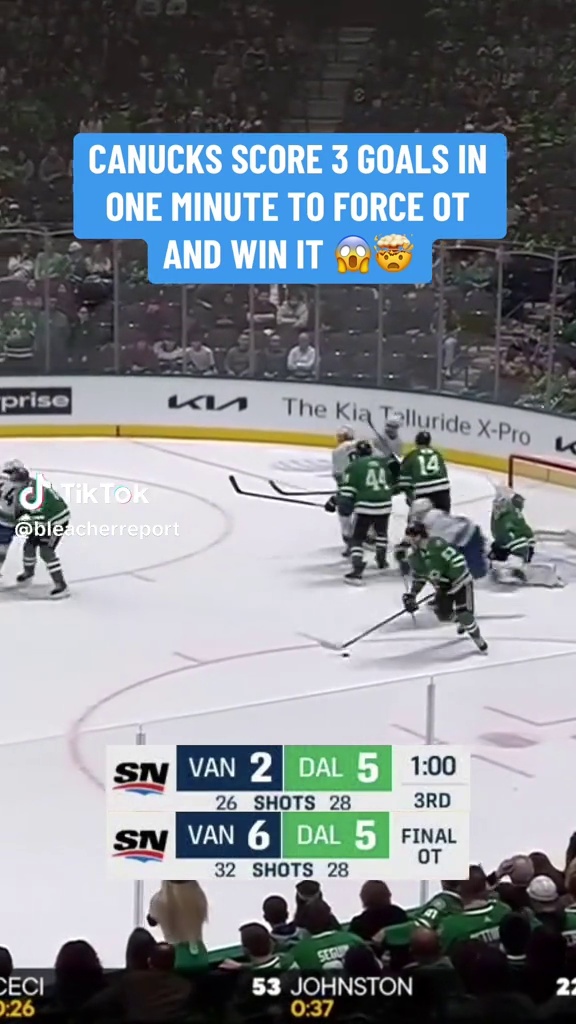 CANUCKS SCORE 3 GOALS IN
ONE MINUTE TO FORCE OT
AND WIN IT 😱🤯
prise
KIA
The Kia Telluride X-Pro
44
14
TikTok
@bleacherreport
SN VAN 2 DAL 5 1:00
26 SHOTS 28 3RD
SN VAN 6 DAL 5 FINAL
OT
32 SHOTS 28
SEGUIN
CECI 53 JOHNSTON 22
0:26 0:37